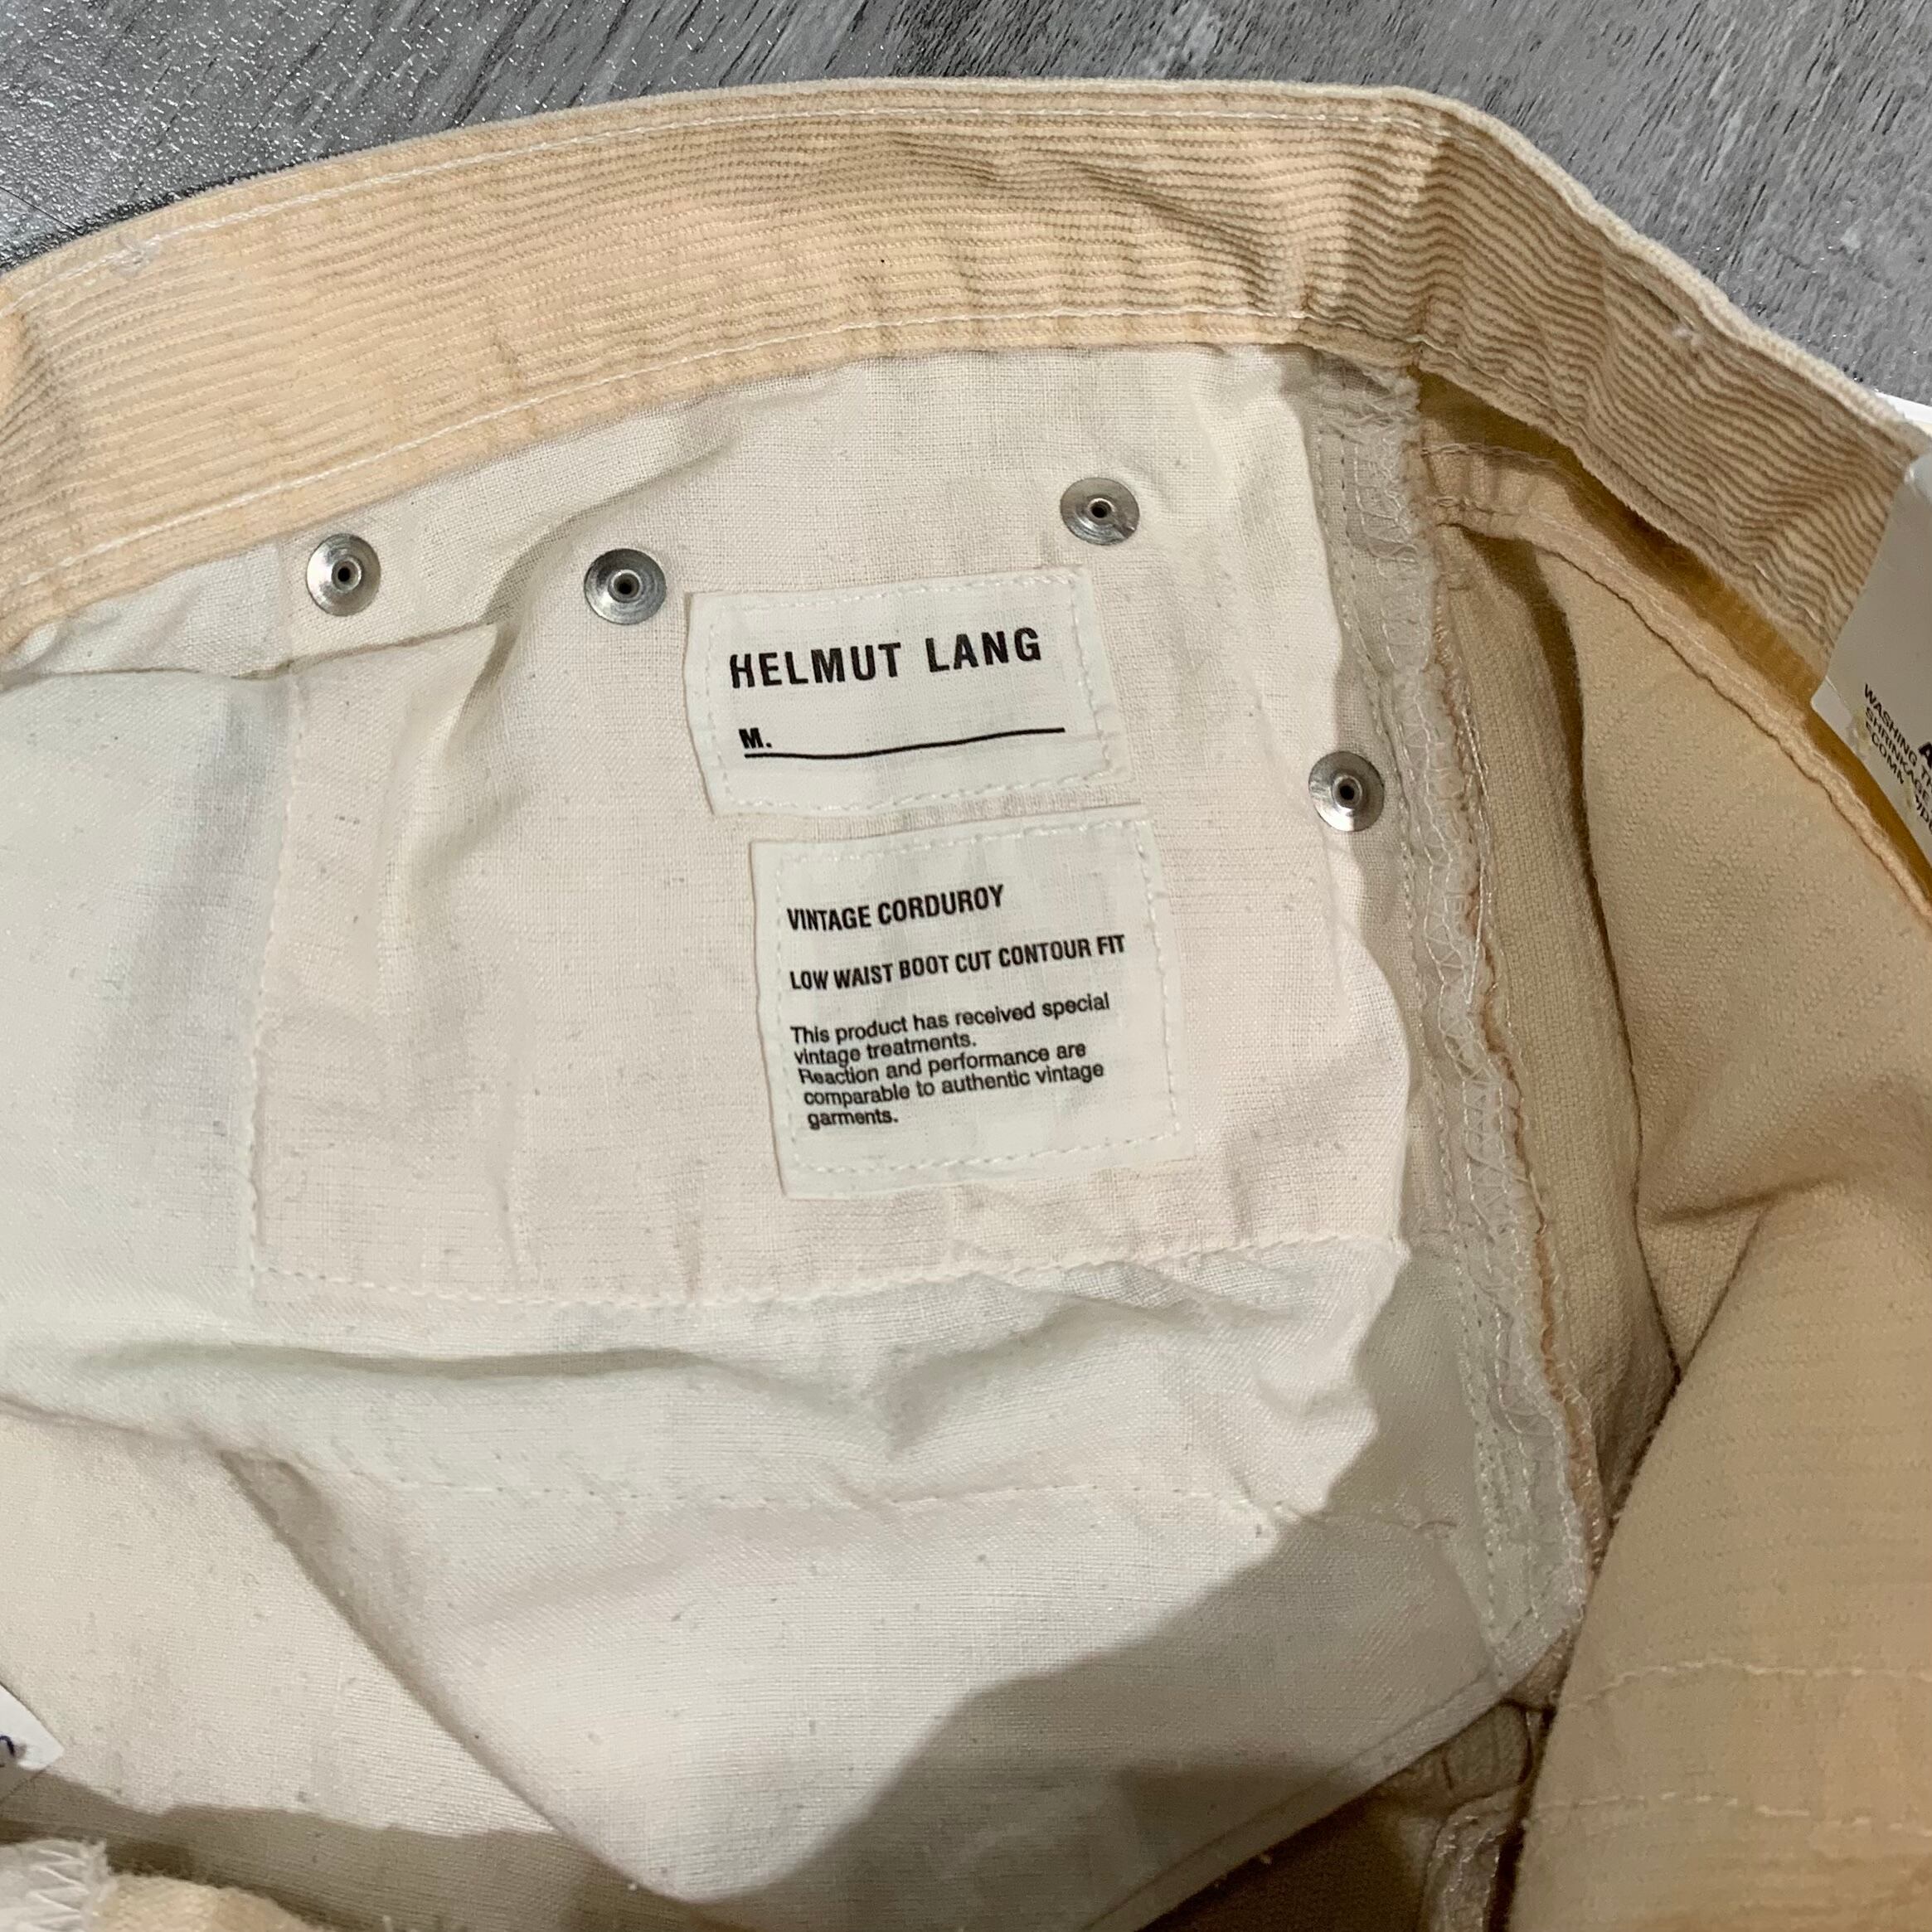 HELMUT LANG
M.
VINTAGE CORDUROY
LOW WAIST BOOT CUT CONTOUR FIT
This product has received special
vintage treatments.
Reaction and performance are
comparable to authentic vintage
garments.
WASHING
SHRINKAGE